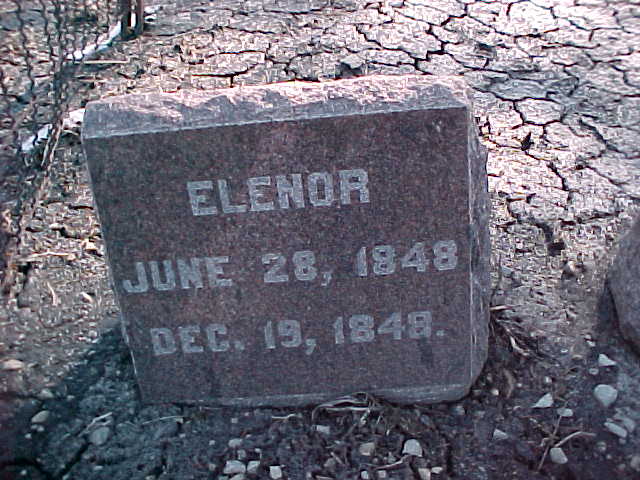 ELENOR
JUNE 28, 1848
DEC. 19, 1848.